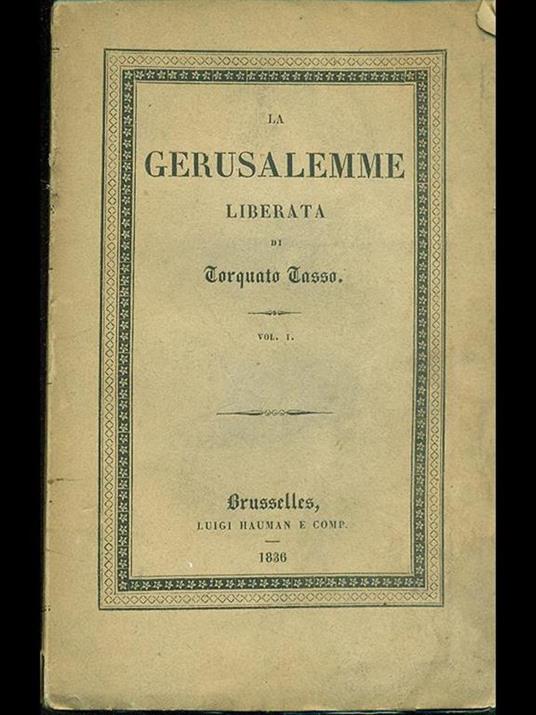 LA
GERUSALEMME
LIBERATA
DI
Torquato Tasso.
VOL. I.
Brusselles,
LUIGI HAUMAN E COMP.
1836